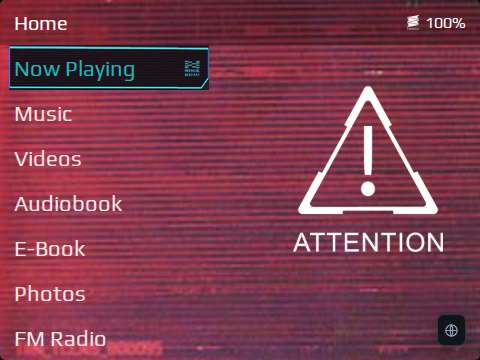 Home
100%
Now Playing
Music
Videos
Audiobook
ATTENTION
E-Book
Photos
FM Radio